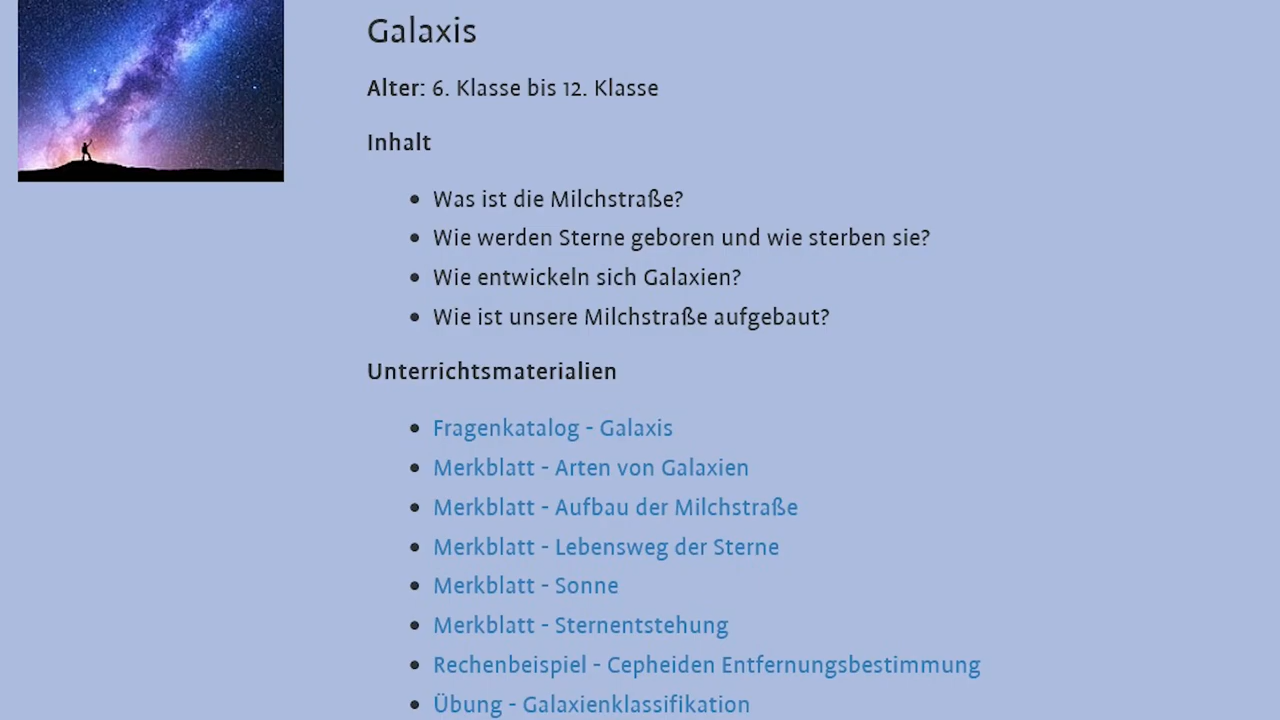 Galaxis
Alter: 6. Klasse bis 12. Klasse
Inhalt
Was ist die Milchstraße?
Wie werden Sterne geboren und wie sterben sie?
Wie entwickeln sich Galaxien?
Wie ist unsere Milchstraße aufgebaut?
Unterrichtsmaterialien
Fragenkatalog - Galaxis
Merkblatt - Arten von Galaxien
Merkblatt - Aufbau der Milchstraße
Merkblatt - Lebensweg der Sterne
Merkblatt - Sonne
Merkblatt - Sternentstehung
Rechenbeispiel - Cepheiden Entfernungsbestimmung
Übung - Galaxienklassifikation